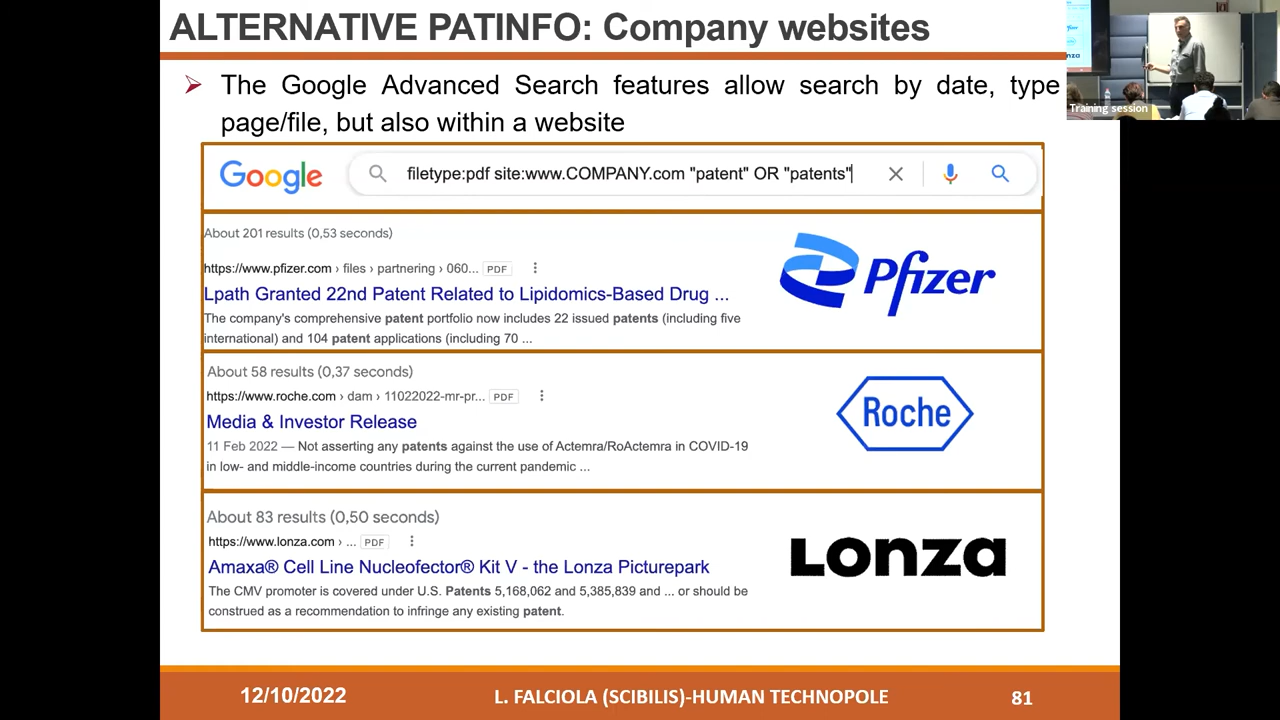 ALTERNATIVE PATINFO: Company websites
Training session
The Google Advanced Search features allow search by date, type
page/file, but also within a website
Google
filetype:pdf site:www.COMPANY.com "patent" OR "patents"
About 201 results (0,53 seconds)
https://www.pfizer.com › files › partnering › 060... PDF
Lpath Granted 22nd Patent Related to Lipidomics-Based Drug ...
The company's comprehensive patent portfolio now includes 22 issued patents (including five
international) and 104 patent applications (including 70 ...
Pfizer
About 58 results (0,37 seconds)
https://www.roche.com › dam › 11022022-mr-pr... PDF
Media & Investor Release
11 Feb 2022 — Not asserting any patents against the use of Actemra/RoActemra in COVID-19
in low- and middle-income countries during the current pandemic ...
Roche
About 83 results (0,50 seconds)
https://www.lonza.com › ... PDF
Amaxa® Cell Line Nucleofector® Kit V - the Lonza Picturepark
The CMV promoter is covered under U.S. Patents 5,168,062 and 5,385,839 and ... or should be
construed as a recommendation to infringe any existing patent.
Lonza
12/10/2022
L. FALCIOLA (SCIBILIS)-HUMAN TECHNOPOLE
81